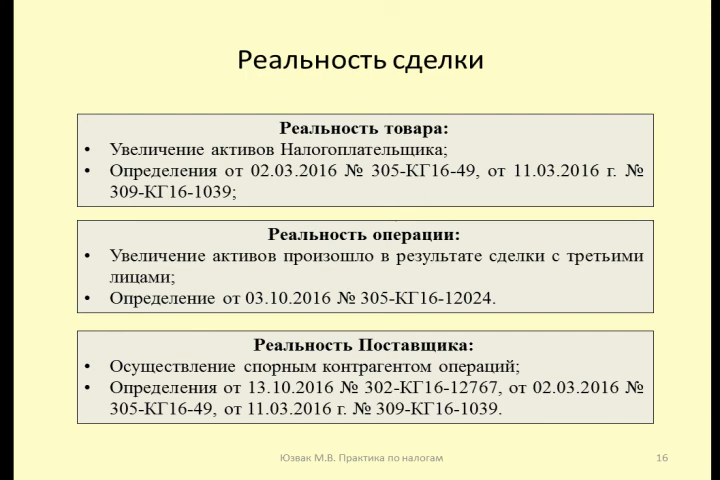 Реальность сделки
Реальность товара:
• Увеличение активов Налогоплательщика;
• Определения от 02.03.2016 № 305-КГ16-49, от 11.03.2016 г. №
309-КГ16-1039;
Реальность операции:
• Увеличение активов произошло в результате сделки с третьими
лицами;
• Определение от 03.10.2016 № 305-КГ16-12024.
Реальность Поставщика:
• Осуществление спорным контрагентом операций;
• Определения от 13.10.2016 № 302-КГ16-12767, от 02.03.2016 №
305-КГ16-49, от 11.03.2016 г. № 309-КГ16-1039.
Юзвак М.В. Практика по налогам
16